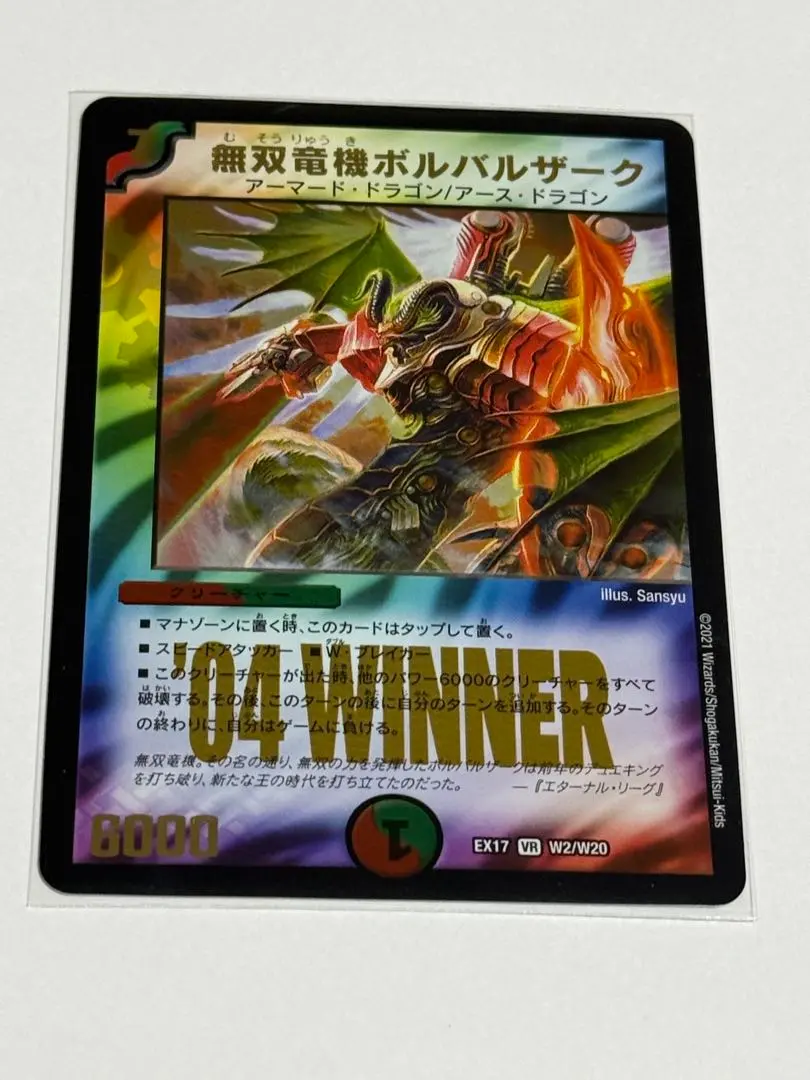 むそうりゅうき
無双竜機ボルバルザーク
アーマード・ドラゴン/アース・ドラゴン
クリーチャー
illus. Sansyu
■ マナゾーンに置く時、このカードはタップして置く。
■ スピードアタッカー ■ W・ブレイカー
■ このクリーチャーが出た時、他のパワー6000のクリーチャーをすべて
破壊する。その後、このターンの後に自分のターンを追加する。そのターン
の終わりに、自分はゲームに負ける。
'04 WINNER
無双竜機。その名の通り、無双の力を発揮したボルバルザークは前年のデュエキング
を打ち破り、新たな王の時代を打ち立てたのだった。 ―『エターナル・リーグ』
6000
1
EX17 VR W2/W20
©2021 Wizards/Shogakukan/Mitsui-Kids